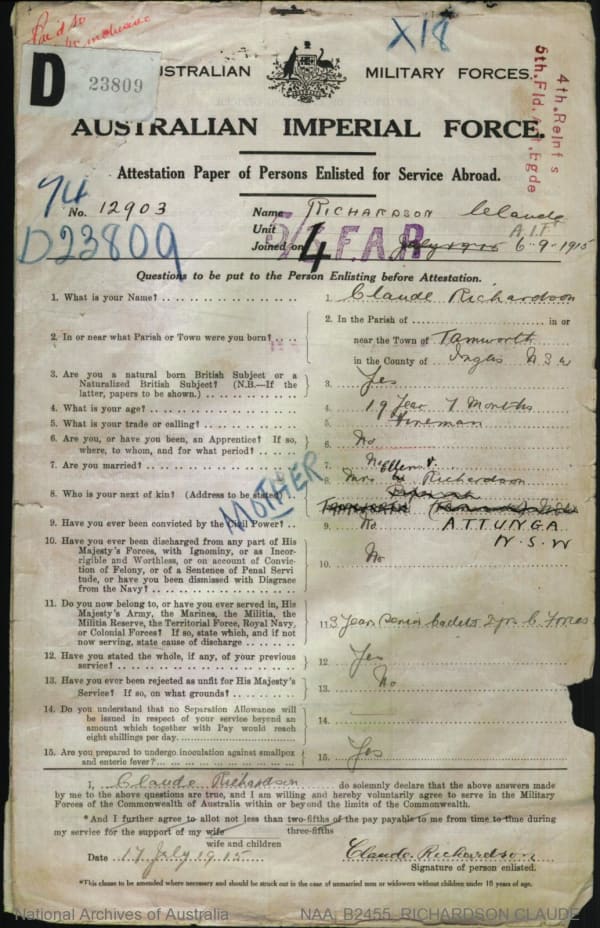 Paid so
X18
D 23809
AUSTRALIAN MILITARY FORCES.
4th. Reinf s
5th. Fld. Art. Bgde
AUSTRALIAN IMPERIAL FORCE.
Attestation Paper of Persons Enlisted for Service Abroad.
74
No. 12903
Name RICHARDSON Claude
D23809
Unit 5/4 F.A.B A.I.F
Joined on July 1915 6-9-1915
Questions to be put to the Person Enlisting before Attestation.
1. What is your Name? 1. Claude Richardson
2. In or near what Parish or Town were you born? 2. In the Parish of in or
near the Town of Tamworth
in the County of Inglis N S W
3. Are you a natural born British Subject or a
Naturalized British Subject? (N.B.—If the
latter, papers to be shown.) 3. Yes
4. What is your age? 4. 19 Year 7 Months
5. What is your trade or calling? 5. Fireman
6. Are you, or have you been, an Apprentice? If so,
where, to whom, and for what period? 6. No
7. Are you married? 7. No
MOTHER
8. Who is your next of kin? (Address to be stated) 8. Mrs Ellen V. Richardson
ATTUNGA
N.S.W
9. Have you ever been convicted by the Civil Power? 9. No
10. Have you ever been discharged from any part of His
Majesty's Forces, with Ignominy, or as Incor-
rigible and Worthless, or on account of Convic-
tion of Felony, or of a Sentence of Penal Servi
tude, or have you been dismissed with Disgrace
from the Navy? 10. No
11. Do you now belong to, or have you ever served in, His
Majesty's Army, the Marines, the Militia, the
Militia Reserve, the Territorial Force, Royal Navy,
or Colonial Forces? If so, state which, and if not
now serving, state cause of discharge 11 3 Years Senior Cadets 2 yrs C. Forces
12. Have you stated the whole, if any, of your previous
service? 12 Yes
13. Have you ever been rejected as unfit for His Majesty's
Service? If so, on what grounds? 13. No
14. Do you understand that no Separation Allowance will
be issued in respect of your service beyond an
amount which together with Pay would reach
eight shillings per day. 14. —
15. Are you prepared to undergo inoculation against smallpox
and enteric fever? 15. Yes
I, Claude Richardson do solemnly declare that the above answers made
by me to the above questions are true, and I am willing and hereby voluntarily agree to serve in the Military
Forces of the Commonwealth of Australia within or beyond the limits of the Commonwealth.
*And I further agree to allot not less than two-fifths of the pay payable to me from time to time during
three-fifths
my service for the support of my wife
wife and children
Date 17 July 1915 Claude Richardson
Signature of person enlisted.
*This clause to be amended where necessary and should be struck out in the case of unmarried men or widowers without children under 18 years of age.
National Archives of Australia NAA: B2455, RICHARDSON CLAUDE